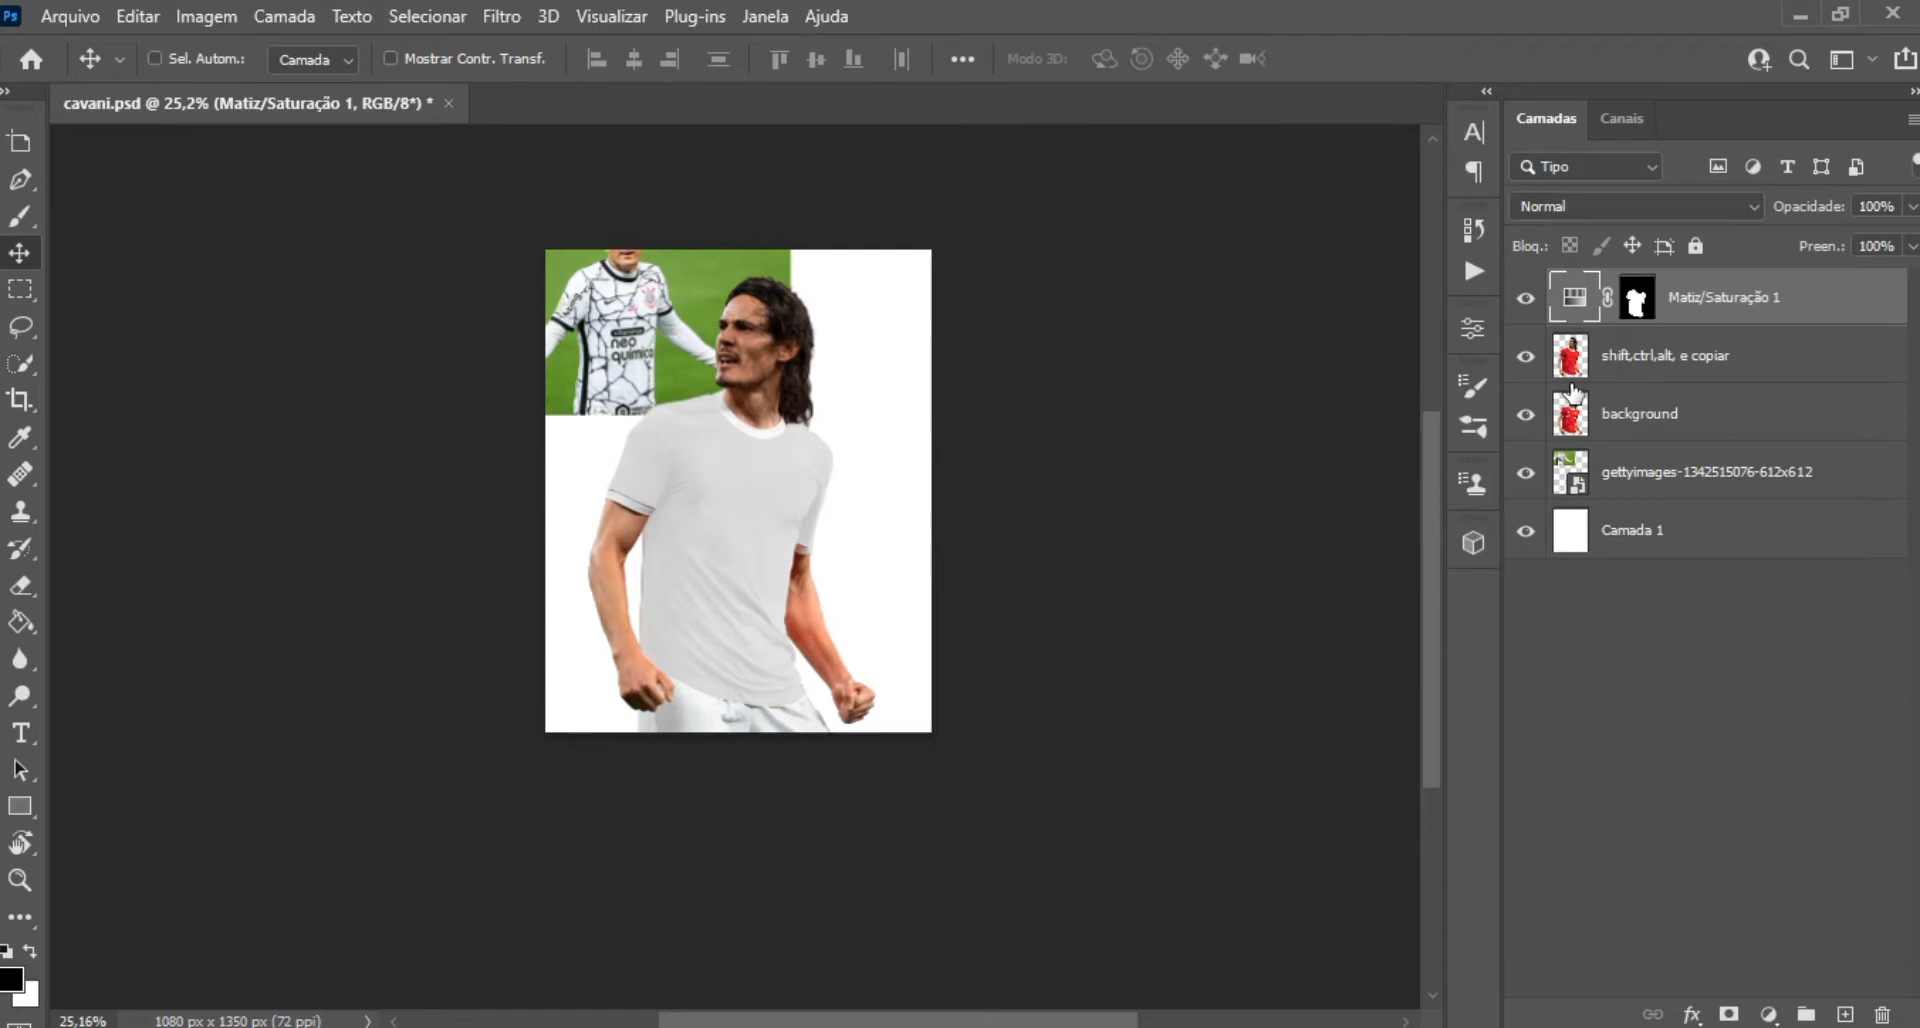 Ps Arquivo Editar Imagem Camada Texto Selecionar Filtro 3D Visualizar Plug-ins Janela Ajuda
Sel. Autom.: Camada Mostrar Contr. Transf. Modo 3D:
cavani.psd @ 25,2% (Matiz/Saturação 1, RGB/8*) * ×
Camadas Canais
Tipo
Normal Opacidade: 100%
Bloq.: Preen.: 100%
Matiz/Saturação 1
shift,ctrl,alt, e copiar
background
gettyimages-1342515076-612x612
Camada 1
neo
química
25,16% 1080 px x 1350 px (72 ppi)
fx